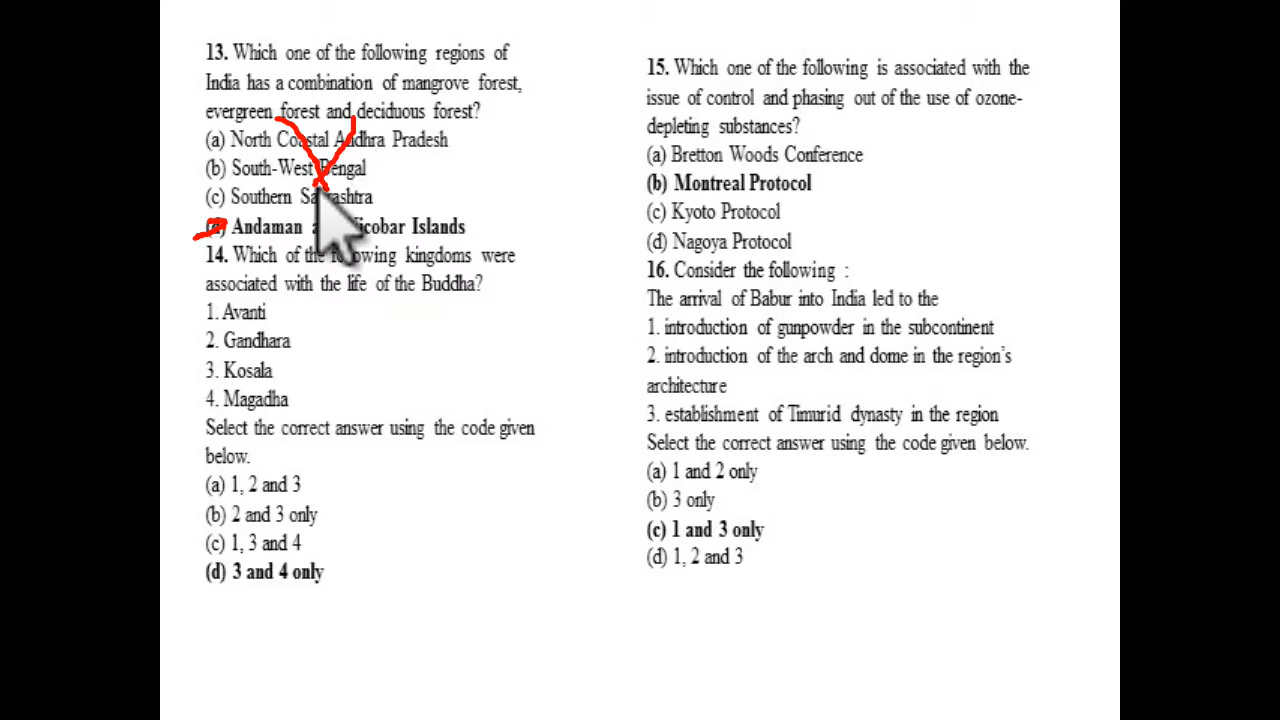 13. Which one of the following regions of
India has a combination of mangrove forest,
evergreen forest and deciduous forest?
(a) North Coastal Andhra Pradesh
(b) South-West Bengal
(c) Southern Saurashtra
(d) Andaman and Nicobar Islands
14. Which of the following kingdoms were
associated with the life of the Buddha?
1. Avanti
2. Gandhara
3. Kosala
4. Magadha
Select the correct answer using the code given
below.
(a) 1, 2 and 3
(b) 2 and 3 only
(c) 1, 3 and 4
(d) 3 and 4 only
15. Which one of the following is associated with the
issue of control and phasing out of the use of ozone-
depleting substances?
(a) Bretton Woods Conference
(b) Montreal Protocol
(c) Kyoto Protocol
(d) Nagoya Protocol
16. Consider the following :
The arrival of Babur into India led to the
1. introduction of gunpowder in the subcontinent
2. introduction of the arch and dome in the region's
architecture
3. establishment of Timurid dynasty in the region
Select the correct answer using the code given below.
(a) 1 and 2 only
(b) 3 only
(c) 1 and 3 only
(d) 1, 2 and 3